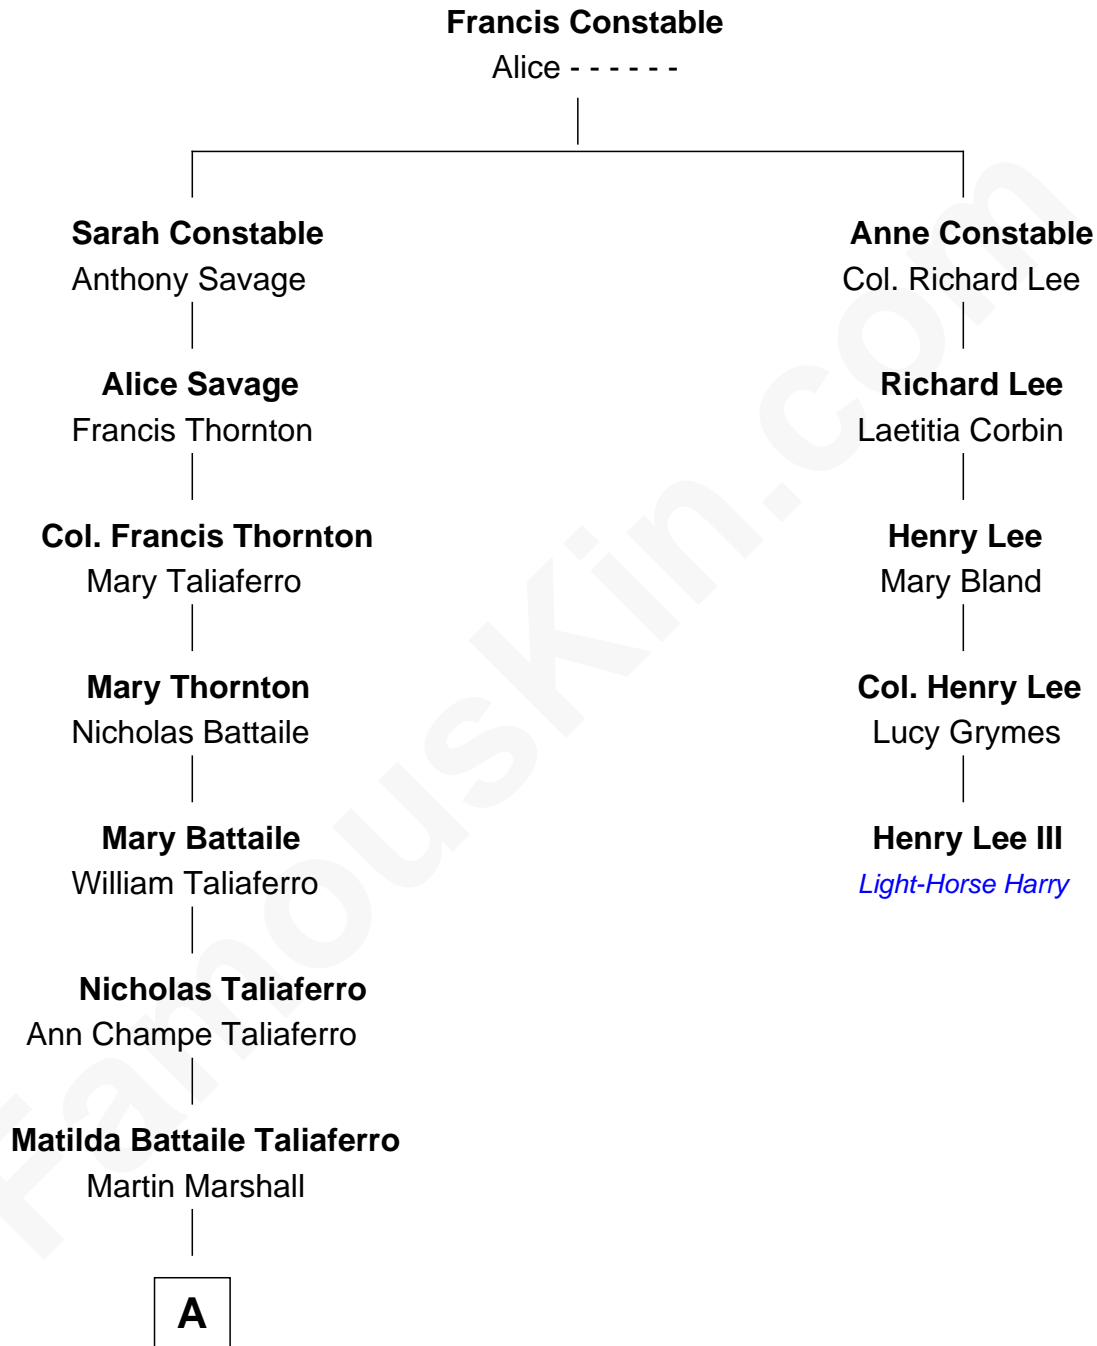 Francis Constable
Alice - - - - - -
Sarah Constable
Anthony Savage
Alice Savage
Francis Thornton
Col. Francis Thornton
Mary Taliaferro
Mary Thornton
Nicholas Battaile
Mary Battaile
William Taliaferro
Nicholas Taliaferro
Ann Champe Taliaferro
Matilda Battaile Taliaferro
Martin Marshall
A
Anne Constable
Col. Richard Lee
Richard Lee
Laetitia Corbin
Henry Lee
Mary Bland
Col. Henry Lee
Lucy Grymes
Henry Lee III
Light-Horse Harry
FamousKin.com